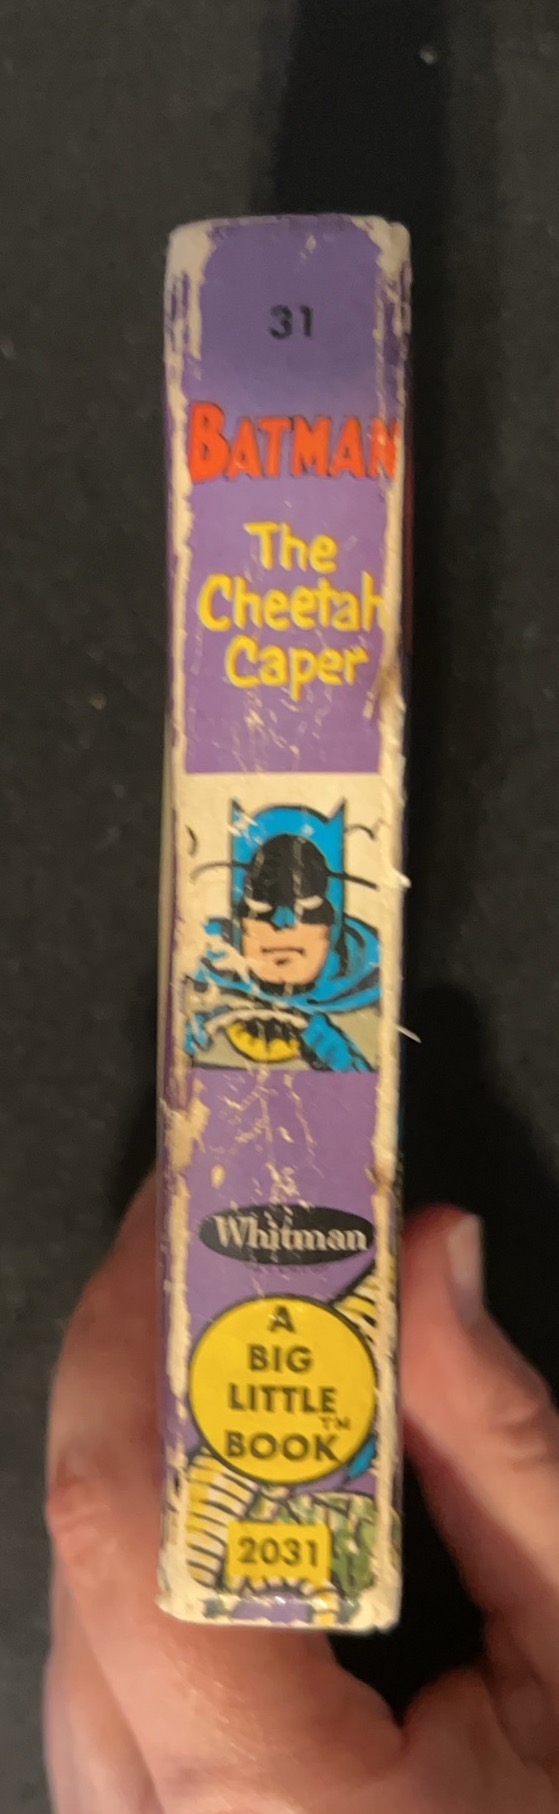 31
BATMAN
The
Cheetah
Caper
Whitman
A
BIG
LITTLE
TM
BOOK
2031